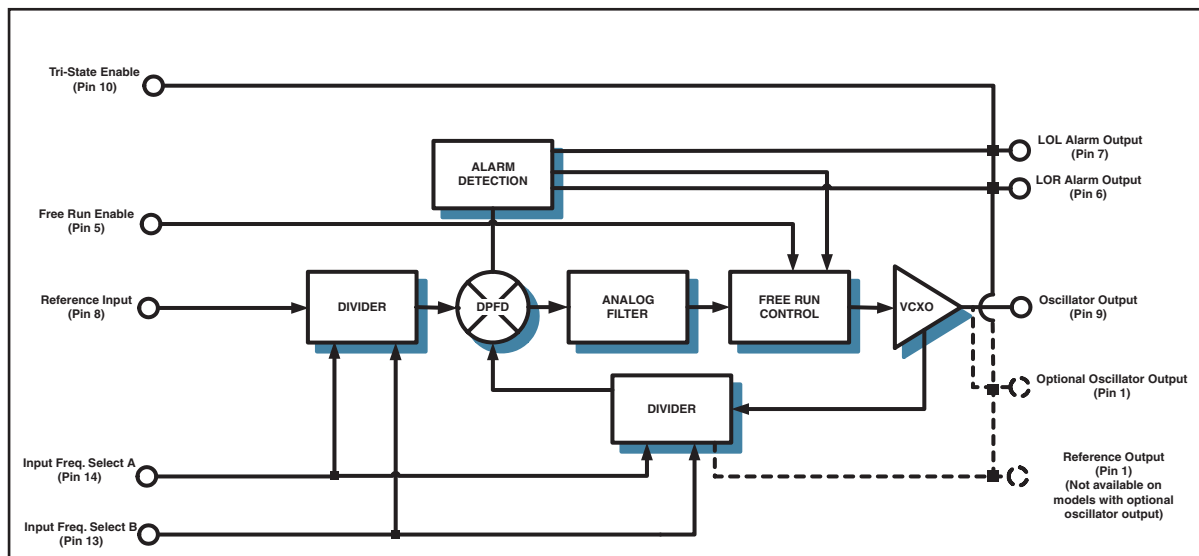 Tri-State Enable
(Pin 10)
LOL Alarm Output
(Pin 7)
ALARM
DETECTION
LOR Alarm Output
(Pin 6)
Free Run Enable
(Pin 5)
Reference Input
(Pin 8)
DIVIDER
DPFD
ANALOG
FILTER
FREE RUN
CONTROL
VCXO
Oscillator Output
(Pin 9)
Optional Oscillator Output
(Pin 1)
DIVIDER
Input Freq. Select A
(Pin 14)
Reference Output
(Pin 1)
(Not available on
models with optional
oscillator output)
Input Freq. Select B
(Pin 13)